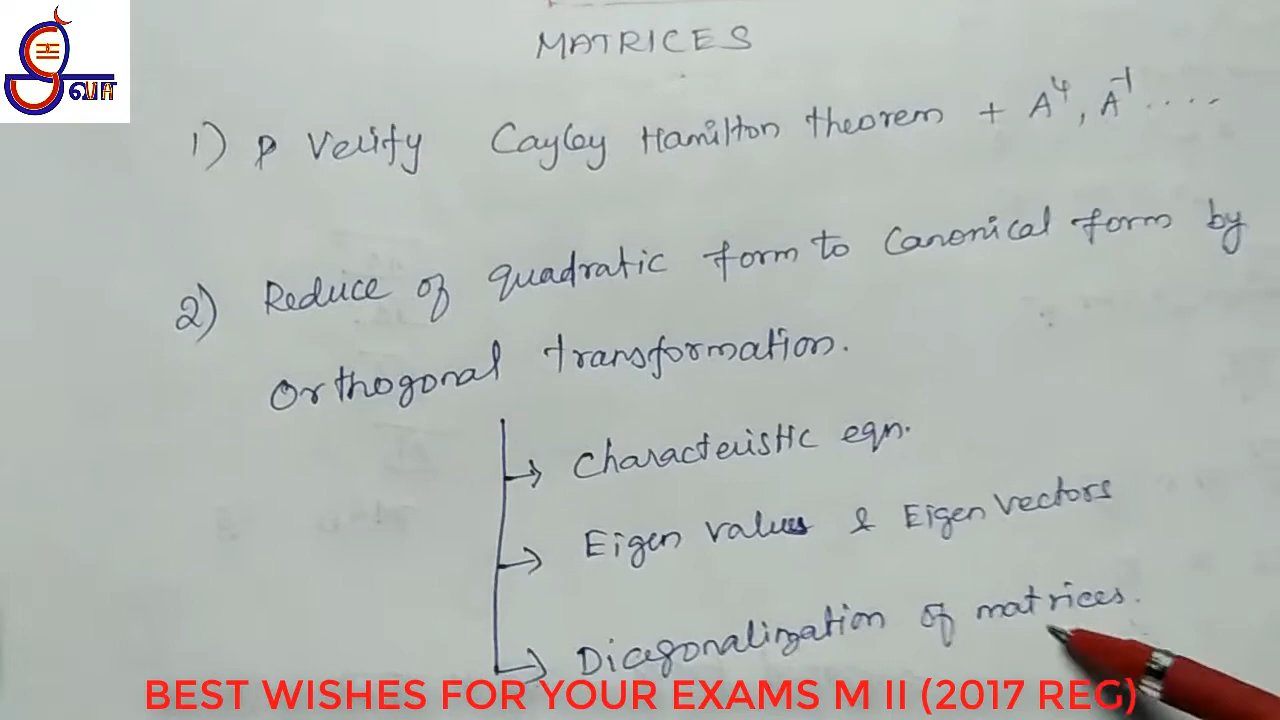 சிவா
MATRICES
1) Verify Cayley Hamilton theorem + A⁴, A⁻¹ .....
2) Reduce of quadratic form to canonical form by
Orthogonal transformation.
→ Characteristic eqn.
→ Eigen values & Eigen vectors
→ Diagonalization of matrices.
BEST WISHES FOR YOUR EXAMS M II (2017 REG)